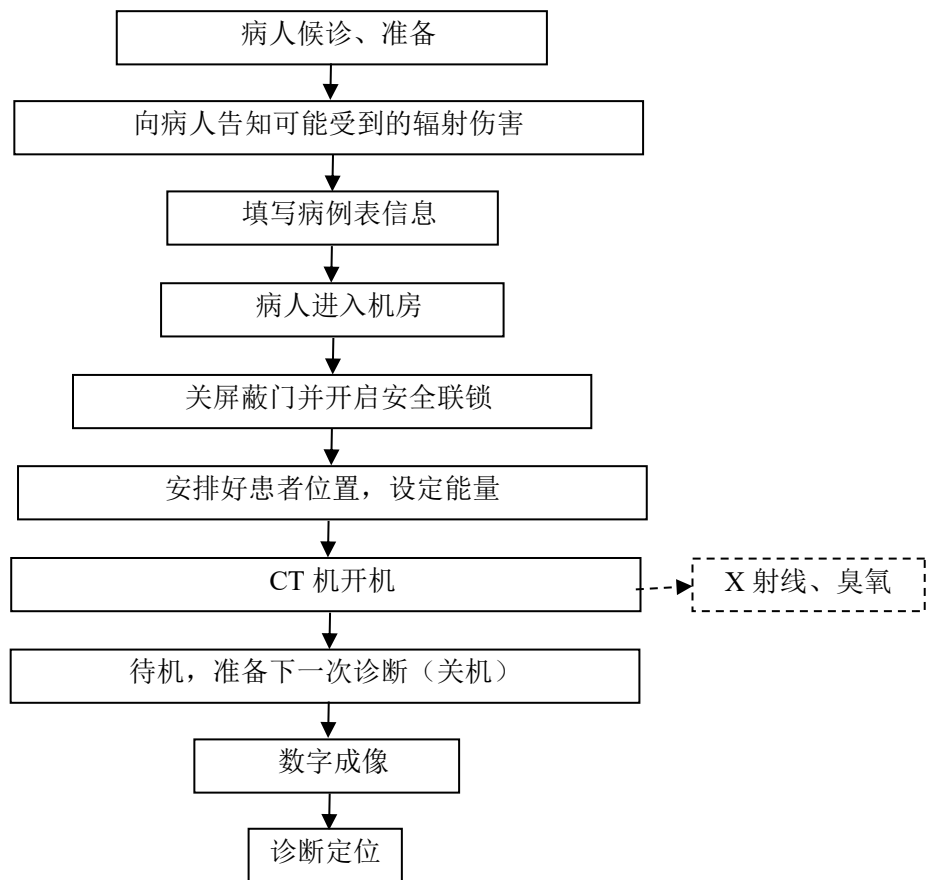 病人候诊、准备
向病人告知可能受到的辐射伤害
填写病例表信息
病人进入机房
关屏蔽门并开启安全联锁
安排好患者位置，设定能量
CT 机开机
X 射线、臭氧
待机，准备下一次诊断（关机）
数字成像
诊断定位